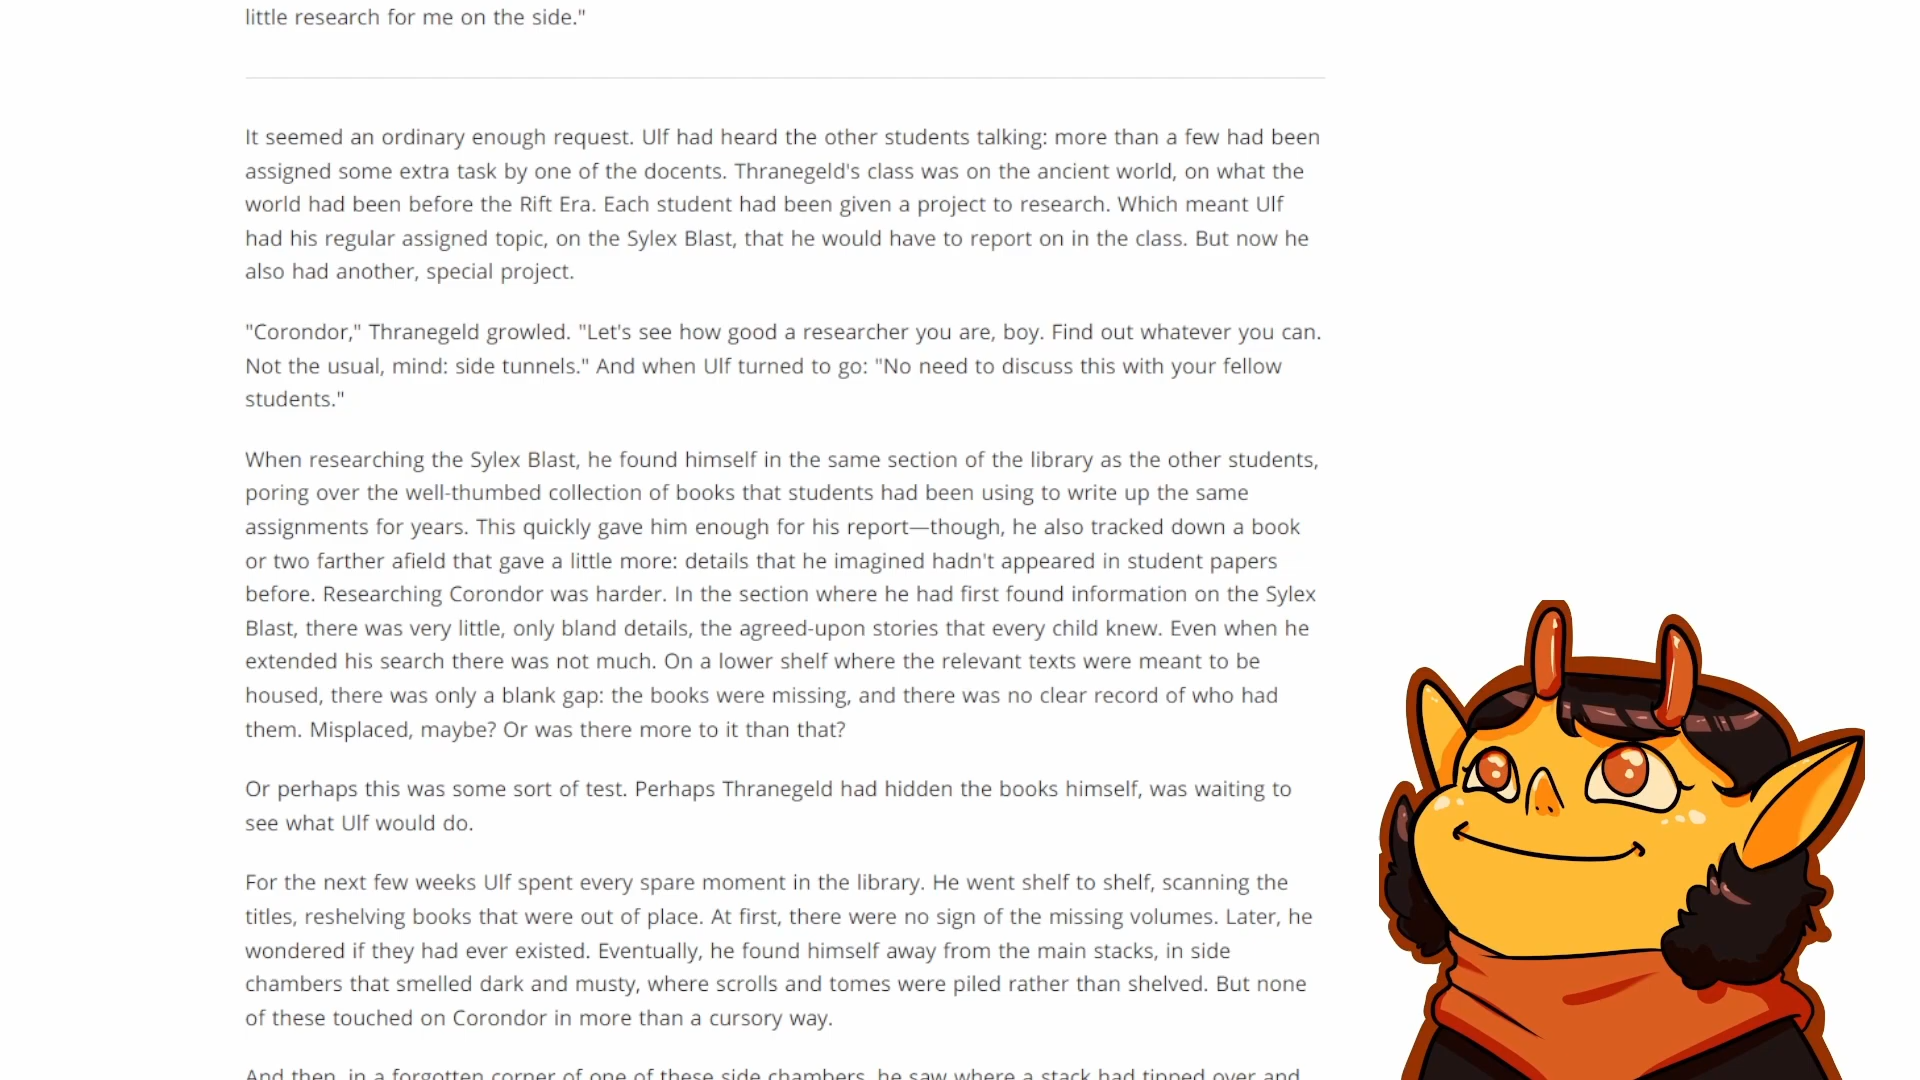 little research for me on the side."
It seemed an ordinary enough request. Ulf had heard the other students talking: more than a few had been
assigned some extra task by one of the docents. Thranegeld's class was on the ancient world, on what the
world had been before the Rift Era. Each student had been given a project to research. Which meant Ulf
had his regular assigned topic, on the Sylex Blast, that he would have to report on in the class. But now he
also had another, special project.
"Corondor," Thranegeld growled. "Let's see how good a researcher you are, boy. Find out whatever you can.
Not the usual, mind: side tunnels." And when Ulf turned to go: "No need to discuss this with your fellow
students."
When researching the Sylex Blast, he found himself in the same section of the library as the other students,
poring over the well-thumbed collection of books that students had been using to write up the same
assignments for years. This quickly gave him enough for his report—though, he also tracked down a book
or two farther afield that gave a little more: details that he imagined hadn't appeared in student papers
before. Researching Corondor was harder. In the section where he had first found information on the Sylex
Blast, there was very little, only bland details, the agreed-upon stories that every child knew. Even when he
extended his search there was not much. On a lower shelf where the relevant texts were meant to be
housed, there was only a blank gap: the books were missing, and there was no clear record of who had
them. Misplaced, maybe? Or was there more to it than that?
Or perhaps this was some sort of test. Perhaps Thranegeld had hidden the books himself, was waiting to
see what Ulf would do.
For the next few weeks Ulf spent every spare moment in the library. He went shelf to shelf, scanning the
titles, reshelving books that were out of place. At first, there were no sign of the missing volumes. Later, he
wondered if they had ever existed. Eventually, he found himself away from the main stacks, in side
chambers that smelled dark and musty, where scrolls and tomes were piled rather than shelved. But none
of these touched on Corondor in more than a cursory way.
And then, in a forgotten corner of one of these side chambers, he saw where a stack had tipped over and